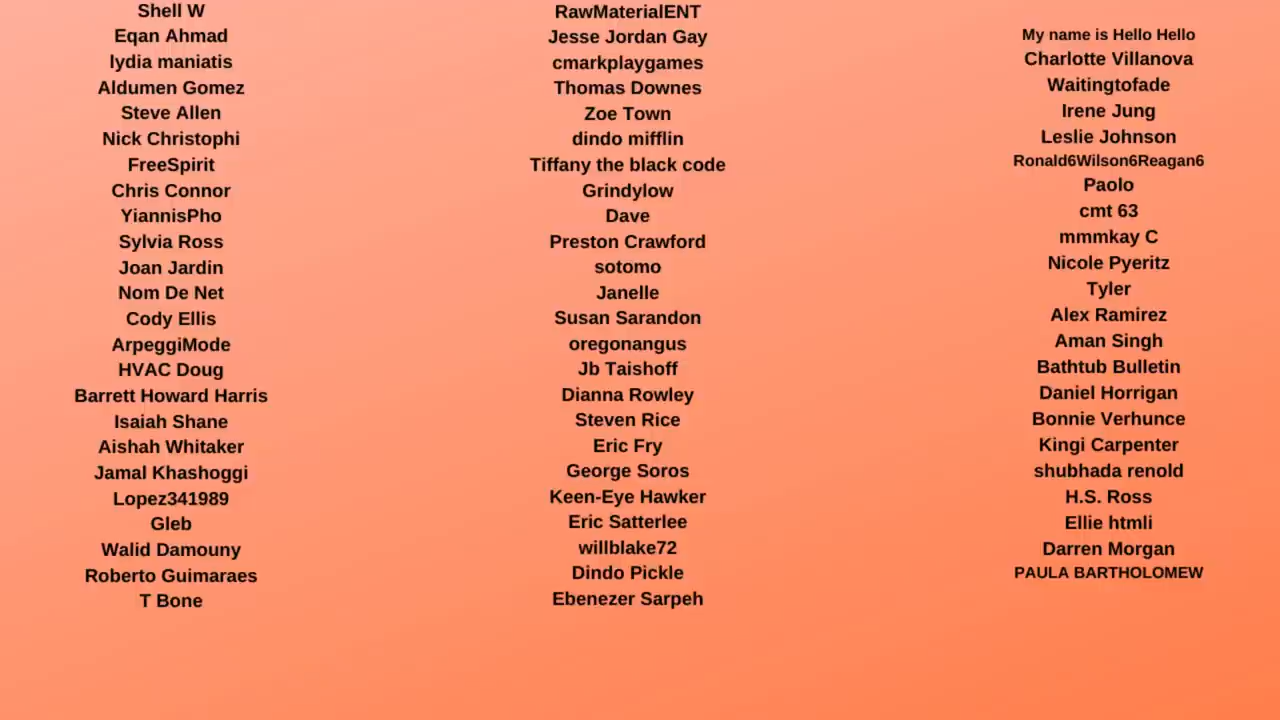 Shell W
Eqan Ahmad
lydia maniatis
Aldumen Gomez
Steve Allen
Nick Christophi
FreeSpirit
Chris Connor
YiannisPho
Sylvia Ross
Joan Jardin
Nom De Net
Cody Ellis
ArpeggiMode
HVAC Doug
Barrett Howard Harris
Isaiah Shane
Aishah Whitaker
Jamal Khashoggi
Lopez341989
Gleb
Walid Damouny
Roberto Guimaraes
T Bone
RawMaterialENT
Jesse Jordan Gay
cmarkplaygames
Thomas Downes
Zoe Town
dindo mifflin
Tiffany the black code
Grindylow
Dave
Preston Crawford
sotomo
Janelle
Susan Sarandon
oregonangus
Jb Taishoff
Dianna Rowley
Steven Rice
Eric Fry
George Soros
Keen-Eye Hawker
Eric Satterlee
willblake72
Dindo Pickle
Ebenezer Sarpeh
My name is Hello Hello
Charlotte Villanova
Waitingtofade
Irene Jung
Leslie Johnson
Ronald6Wilson6Reagan6
Paolo
cmt 63
mmmkay C
Nicole Pyeritz
Tyler
Alex Ramirez
Aman Singh
Bathtub Bulletin
Daniel Horrigan
Bonnie Verhunce
Kingi Carpenter
shubhada renold
H.S. Ross
Ellie htmli
Darren Morgan
PAULA BARTHOLOMEW